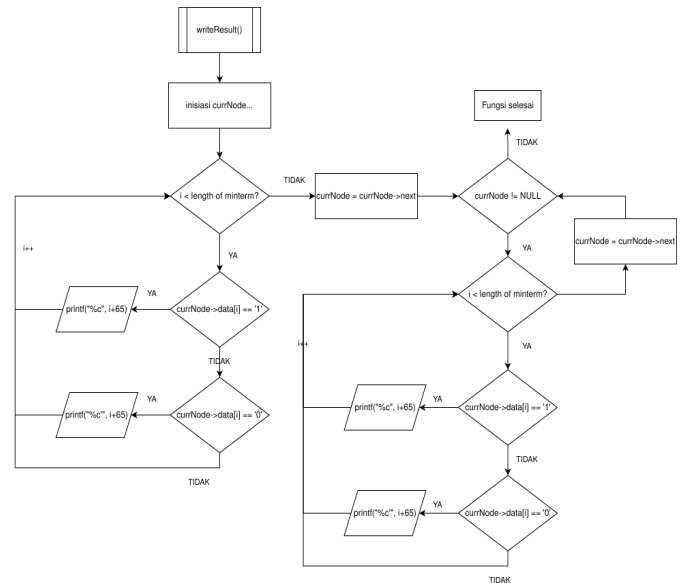 writeResult()
inisiasi currNode...
i < length of minterm?
TIDAK
currNode = currNode->next
YA
i++
currNode->data[i] == '1'
YA
printf("%c", i+65)
TIDAK
currNode->data[i] == '0'
YA
printf("%c'", i+65)
TIDAK
Fungsi selesai
TIDAK
currNode != NULL
currNode = currNode->next
YA
i < length of minterm?
YA
i++
currNode->data[i] == '1'
YA
printf("%c", i+65)
TIDAK
currNode->data[i] == '0'
YA
printf("%c'", i+65)
TIDAK